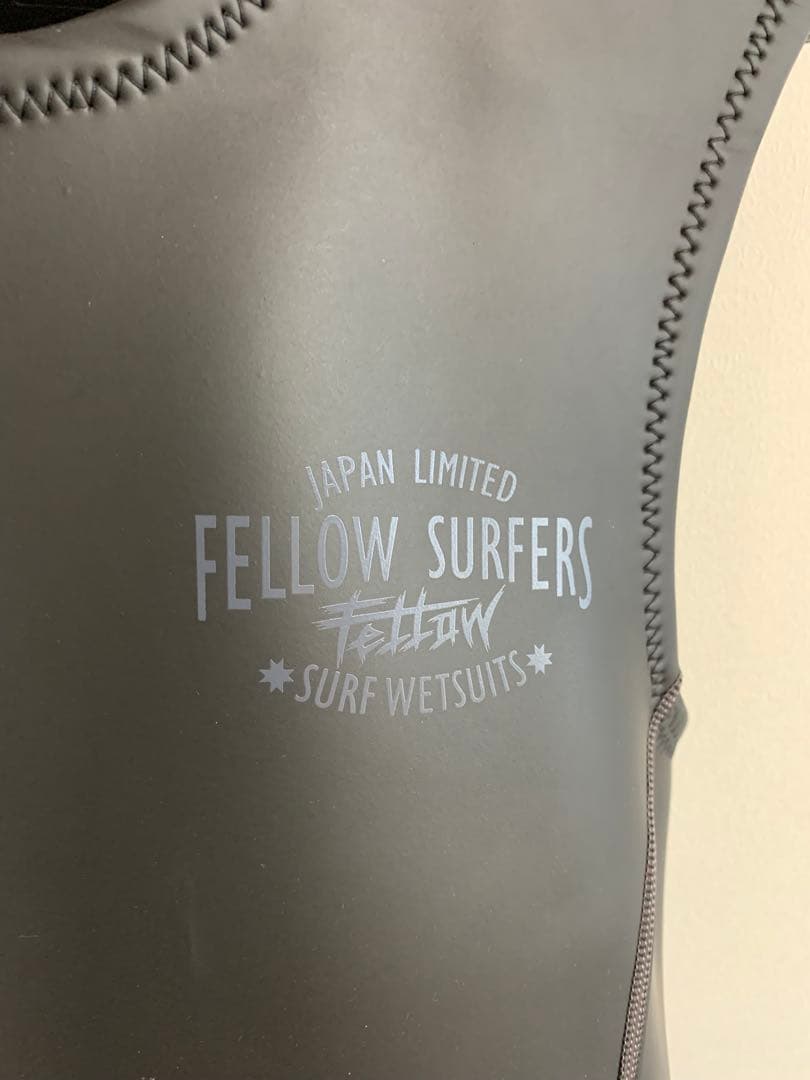 JAPAN LIMITED
FELLOW SURFERS
Fellow
SURF WETSUITS